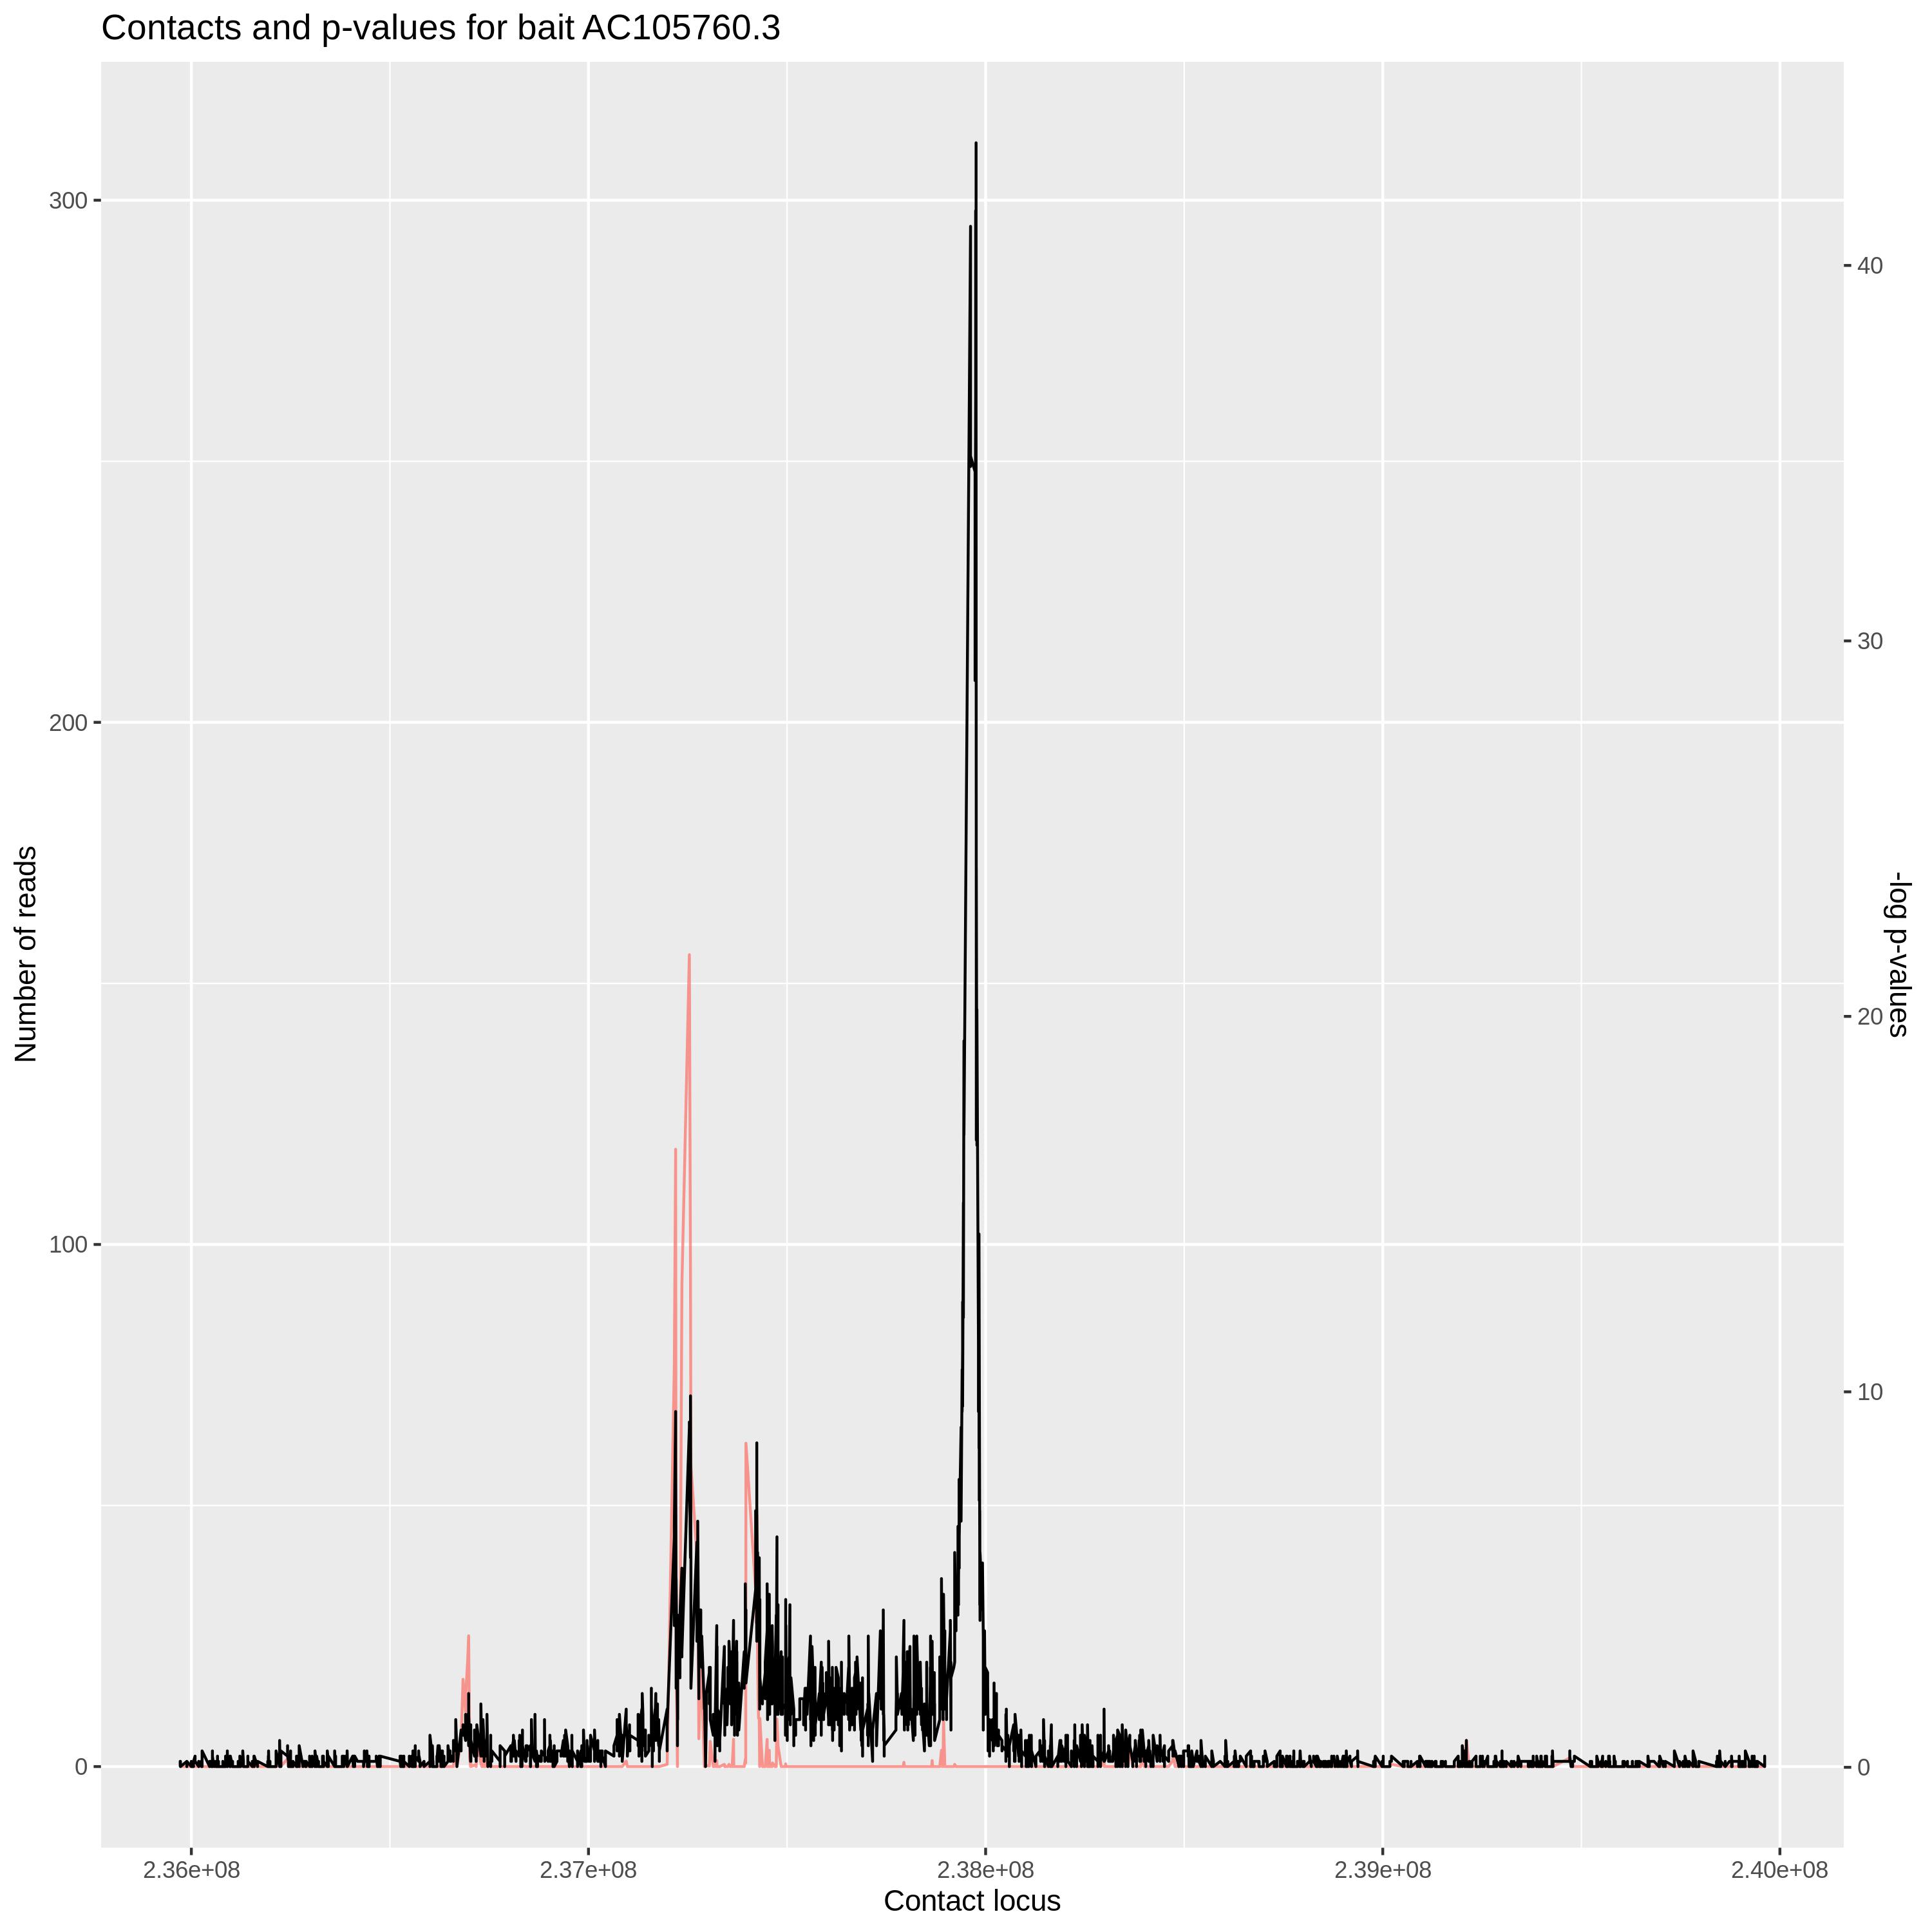 Contacts and p-values for bait AC105760.3
300
200
100
0
40
30
20
10
0
Number of reads
-log p-values
2.36e+08
2.37e+08
2.38e+08
2.39e+08
2.40e+08
Contact locus